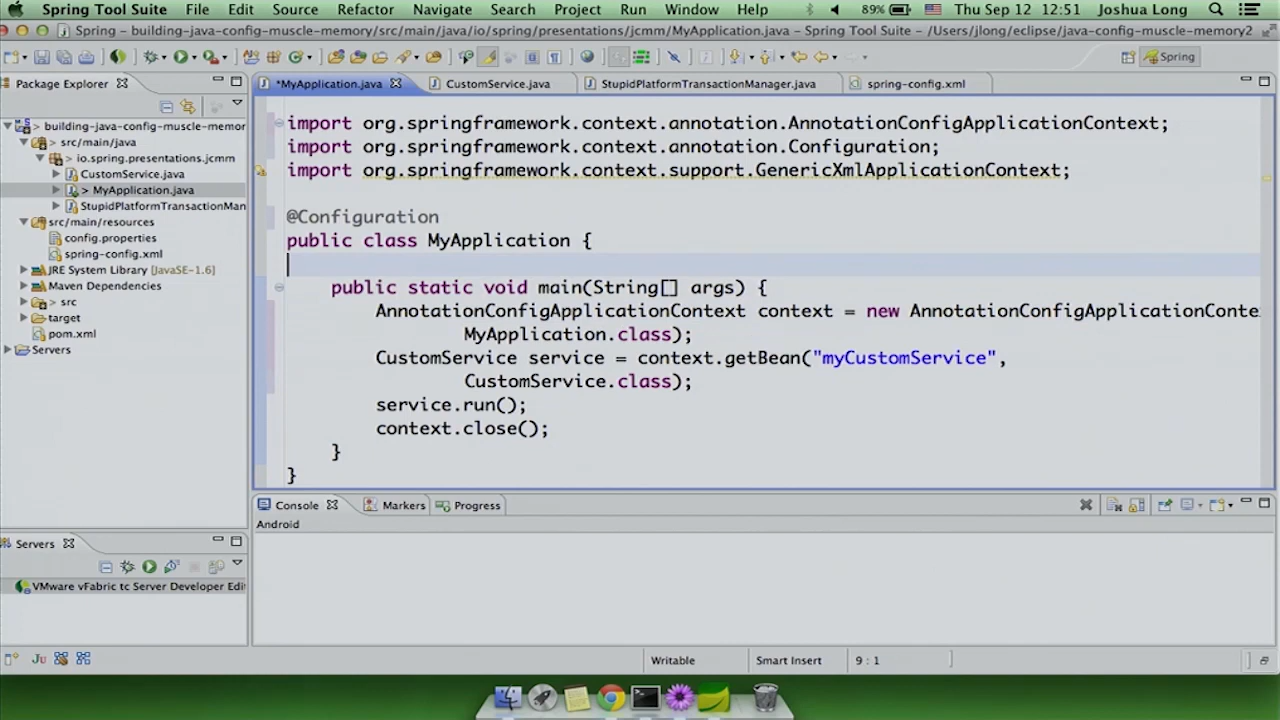 Spring Tool Suite File Edit Source Refactor Navigate Search Project Run Window Help 89% Thu Sep 12 12:51 Joshua Long
Spring - building-java-config-muscle-memory/src/main/java/io/spring/presentations/jcmm/MyApplication.java - Spring Tool Suite - /Users/jlong/eclipse/spring-muscle-memory2
Spring
Package Explorer
building-java-config-muscle-memor
src/main/java
io.spring.presentations.jcmm
CustomService.java
> MyApplication.java
StupidPlatformTransactionMan
src/main/resources
config.properties
spring-config.xml
JRE System Library [JavaSE-1.6]
Maven Dependencies
> src
target
pom.xml
Servers
*MyApplication.java CustomService.java StupidPlatformTransactionManager.java spring-config.xml
import org.springframework.context.annotation.AnnotationConfigApplicationContext;
import org.springframework.context.annotation.Configuration;
import org.springframework.context.support.GenericXmlApplicationContext;
@Configuration
public class MyApplication {
public static void main(String[] args) {
AnnotationConfigApplicationContext context = new AnnotationConfigApplicationConte
MyApplication.class);
CustomService service = context.getBean("myCustomService",
CustomService.class);
service.run();
context.close();
}
}
Console Markers Progress
Android
Servers
VMware vFabric tc Server Developer Edi
Ju
Writable Smart Insert 9 : 1